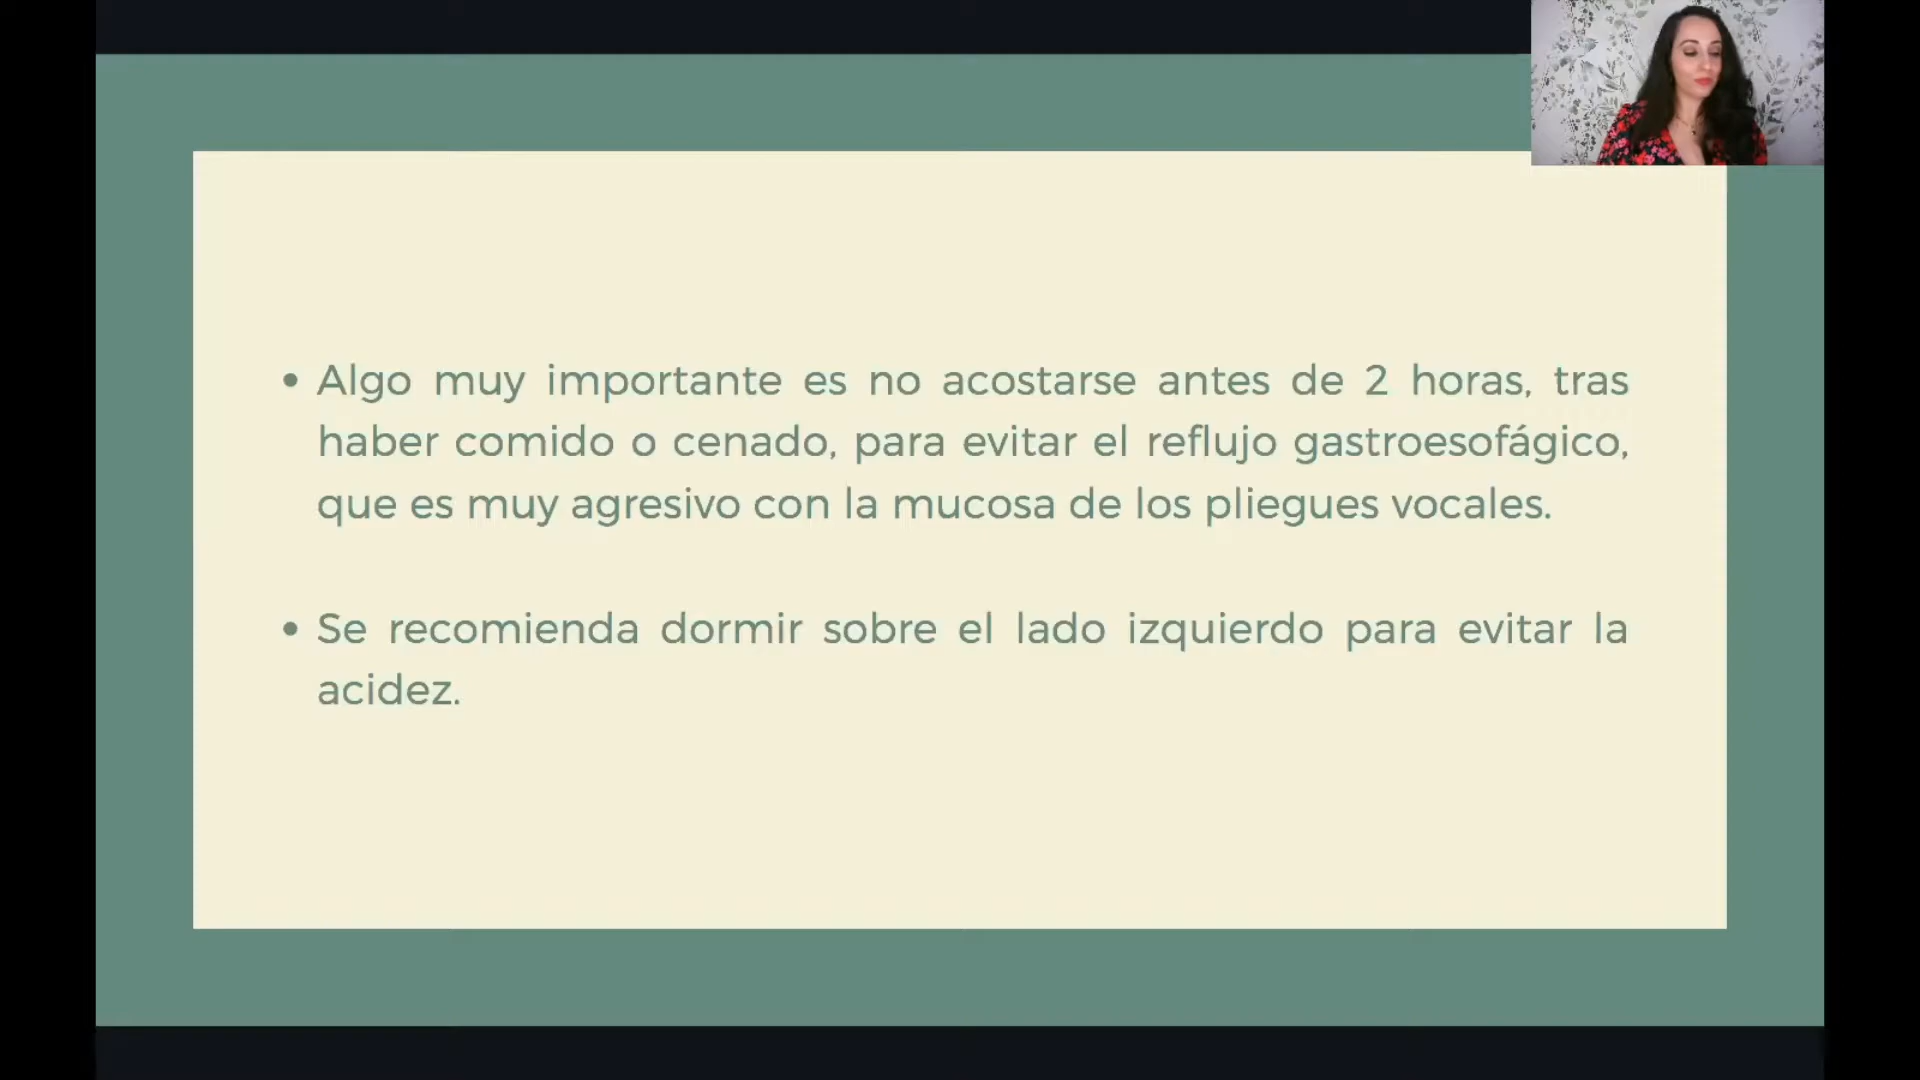 • Algo muy importante es no acostarse antes de 2 horas, tras
haber comido o cenado, para evitar el reflujo gastroesofágico,
que es muy agresivo con la mucosa de los pliegues vocales.
• Se recomienda dormir sobre el lado izquierdo para evitar la
acidez.